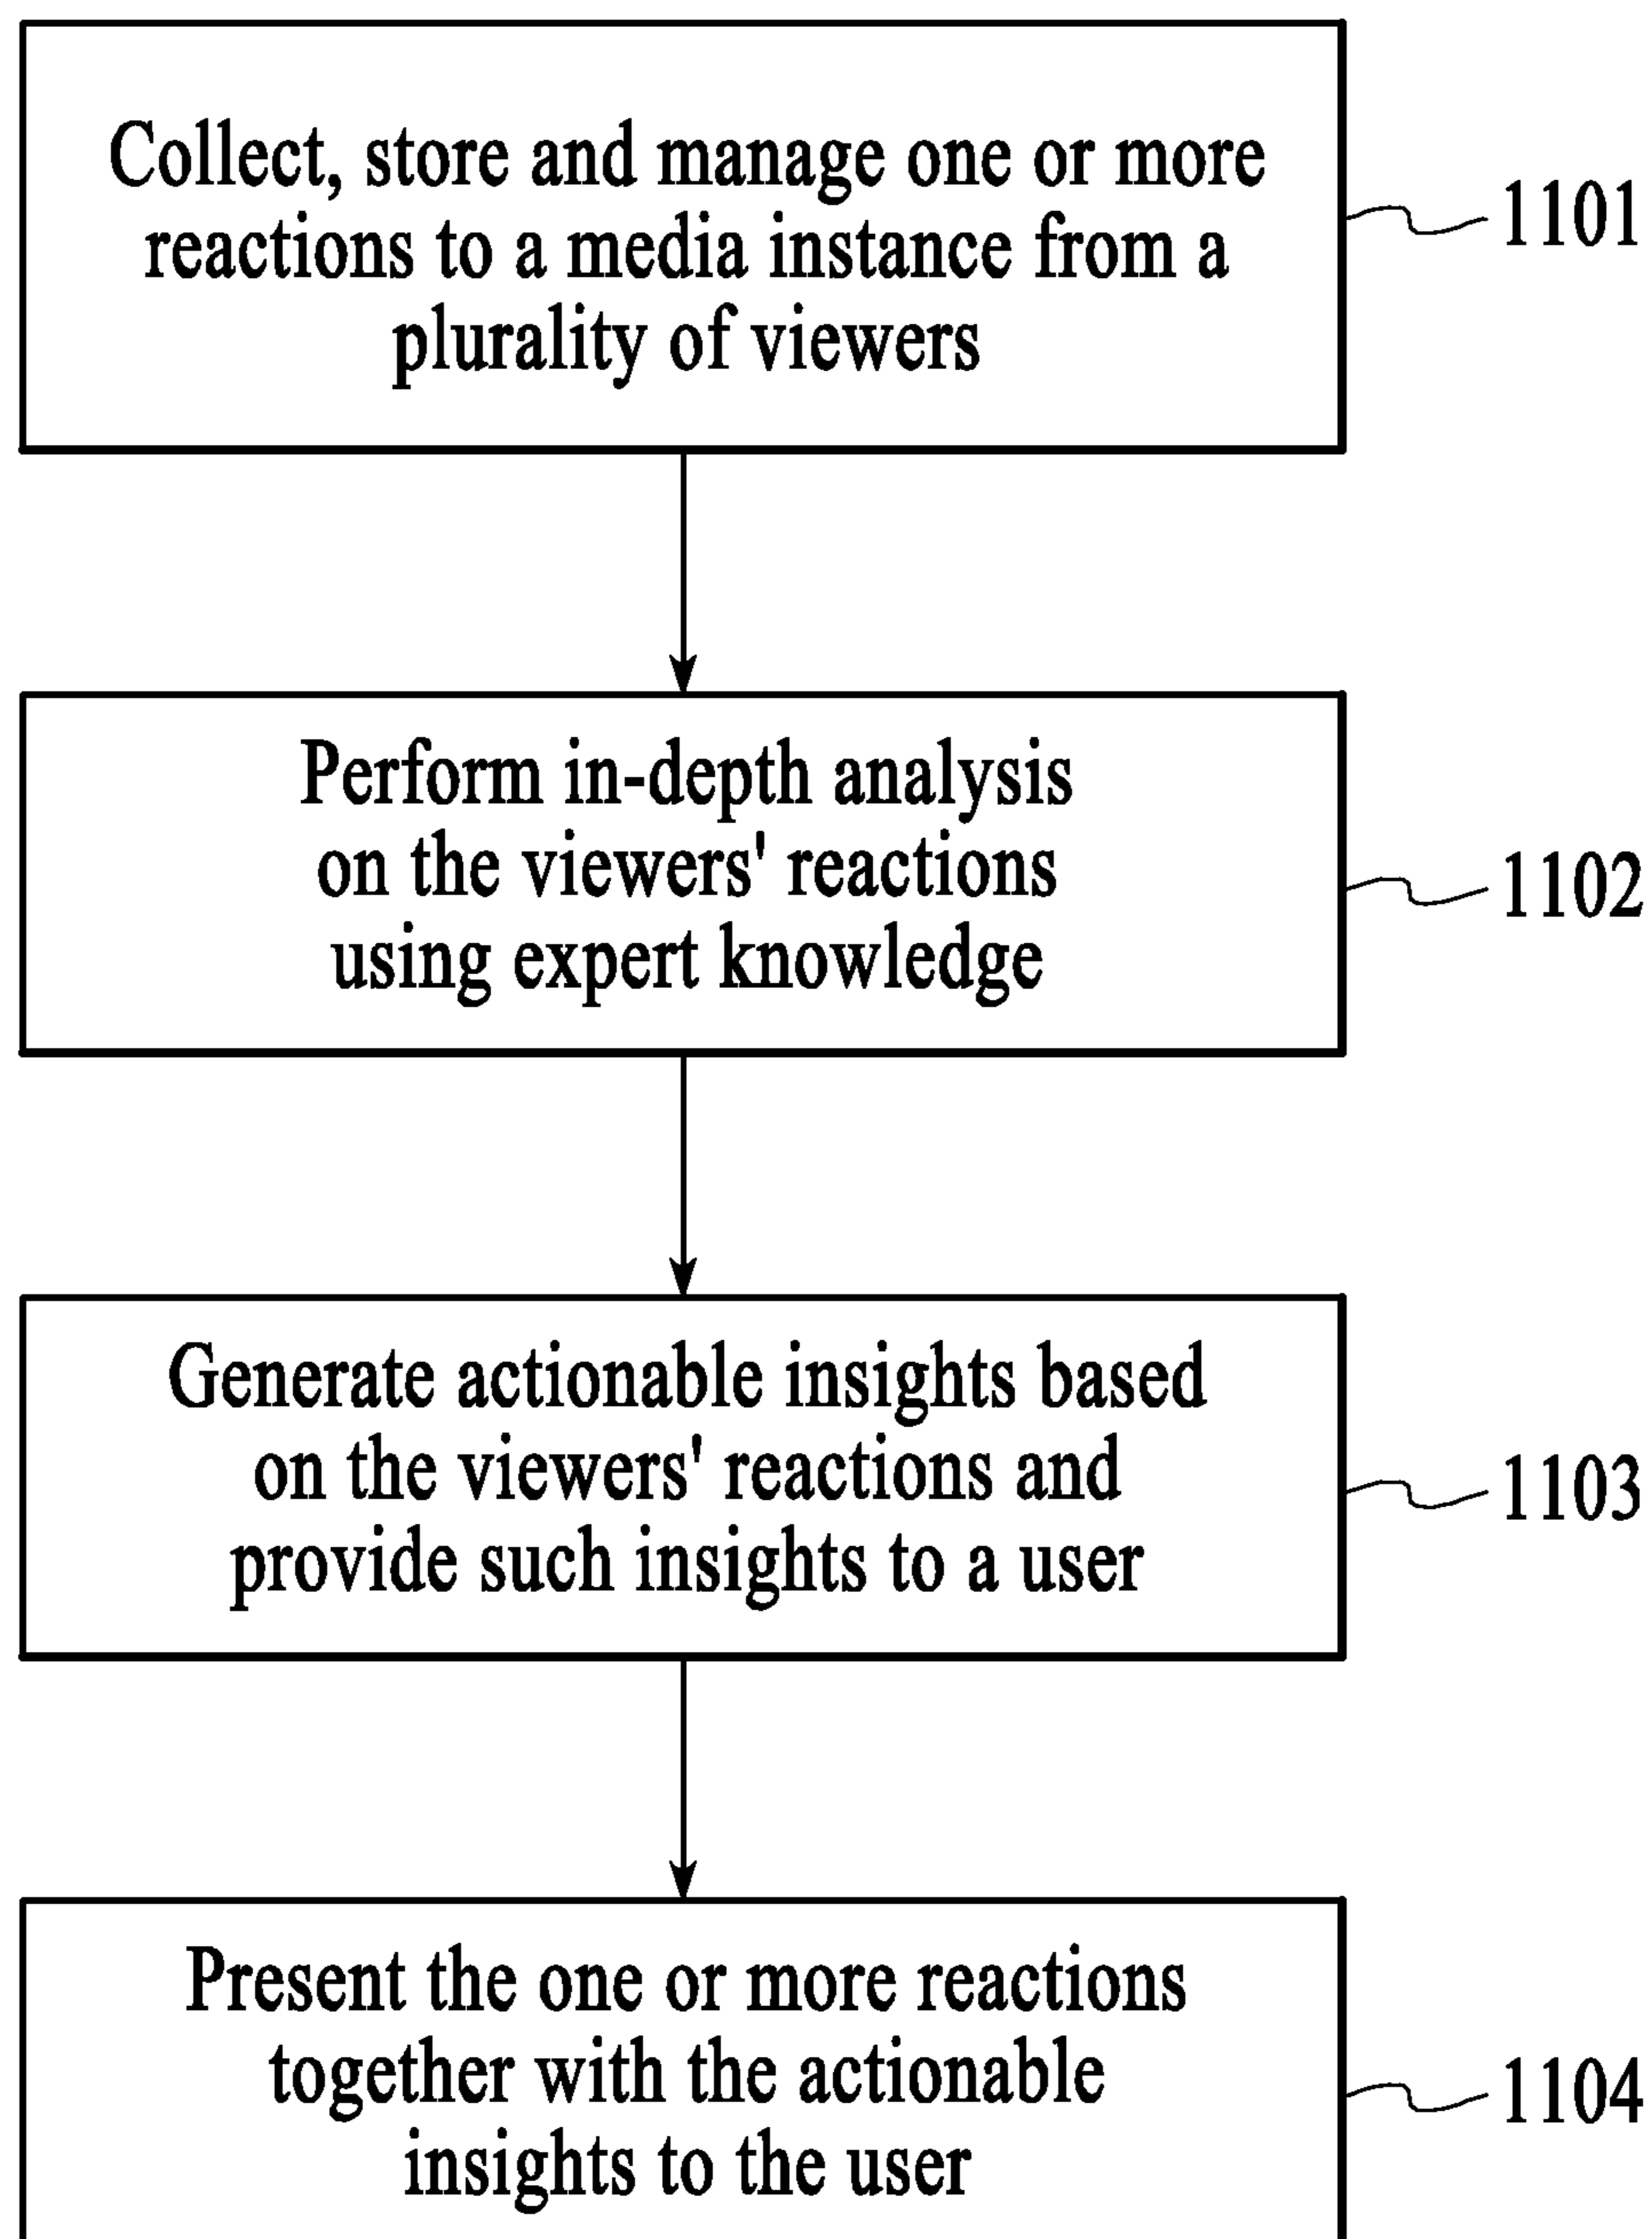 Collect, store and manage one or more
reactions to a media instance from a
plurality of viewers
1101
Perform in-depth analysis
on the viewers' reactions
using expert knowledge
1102
Generate actionable insights based
on the viewers' reactions and
provide such insights to a user
1103
Present the one or more reactions
together with the actionable
insights to the user
1104